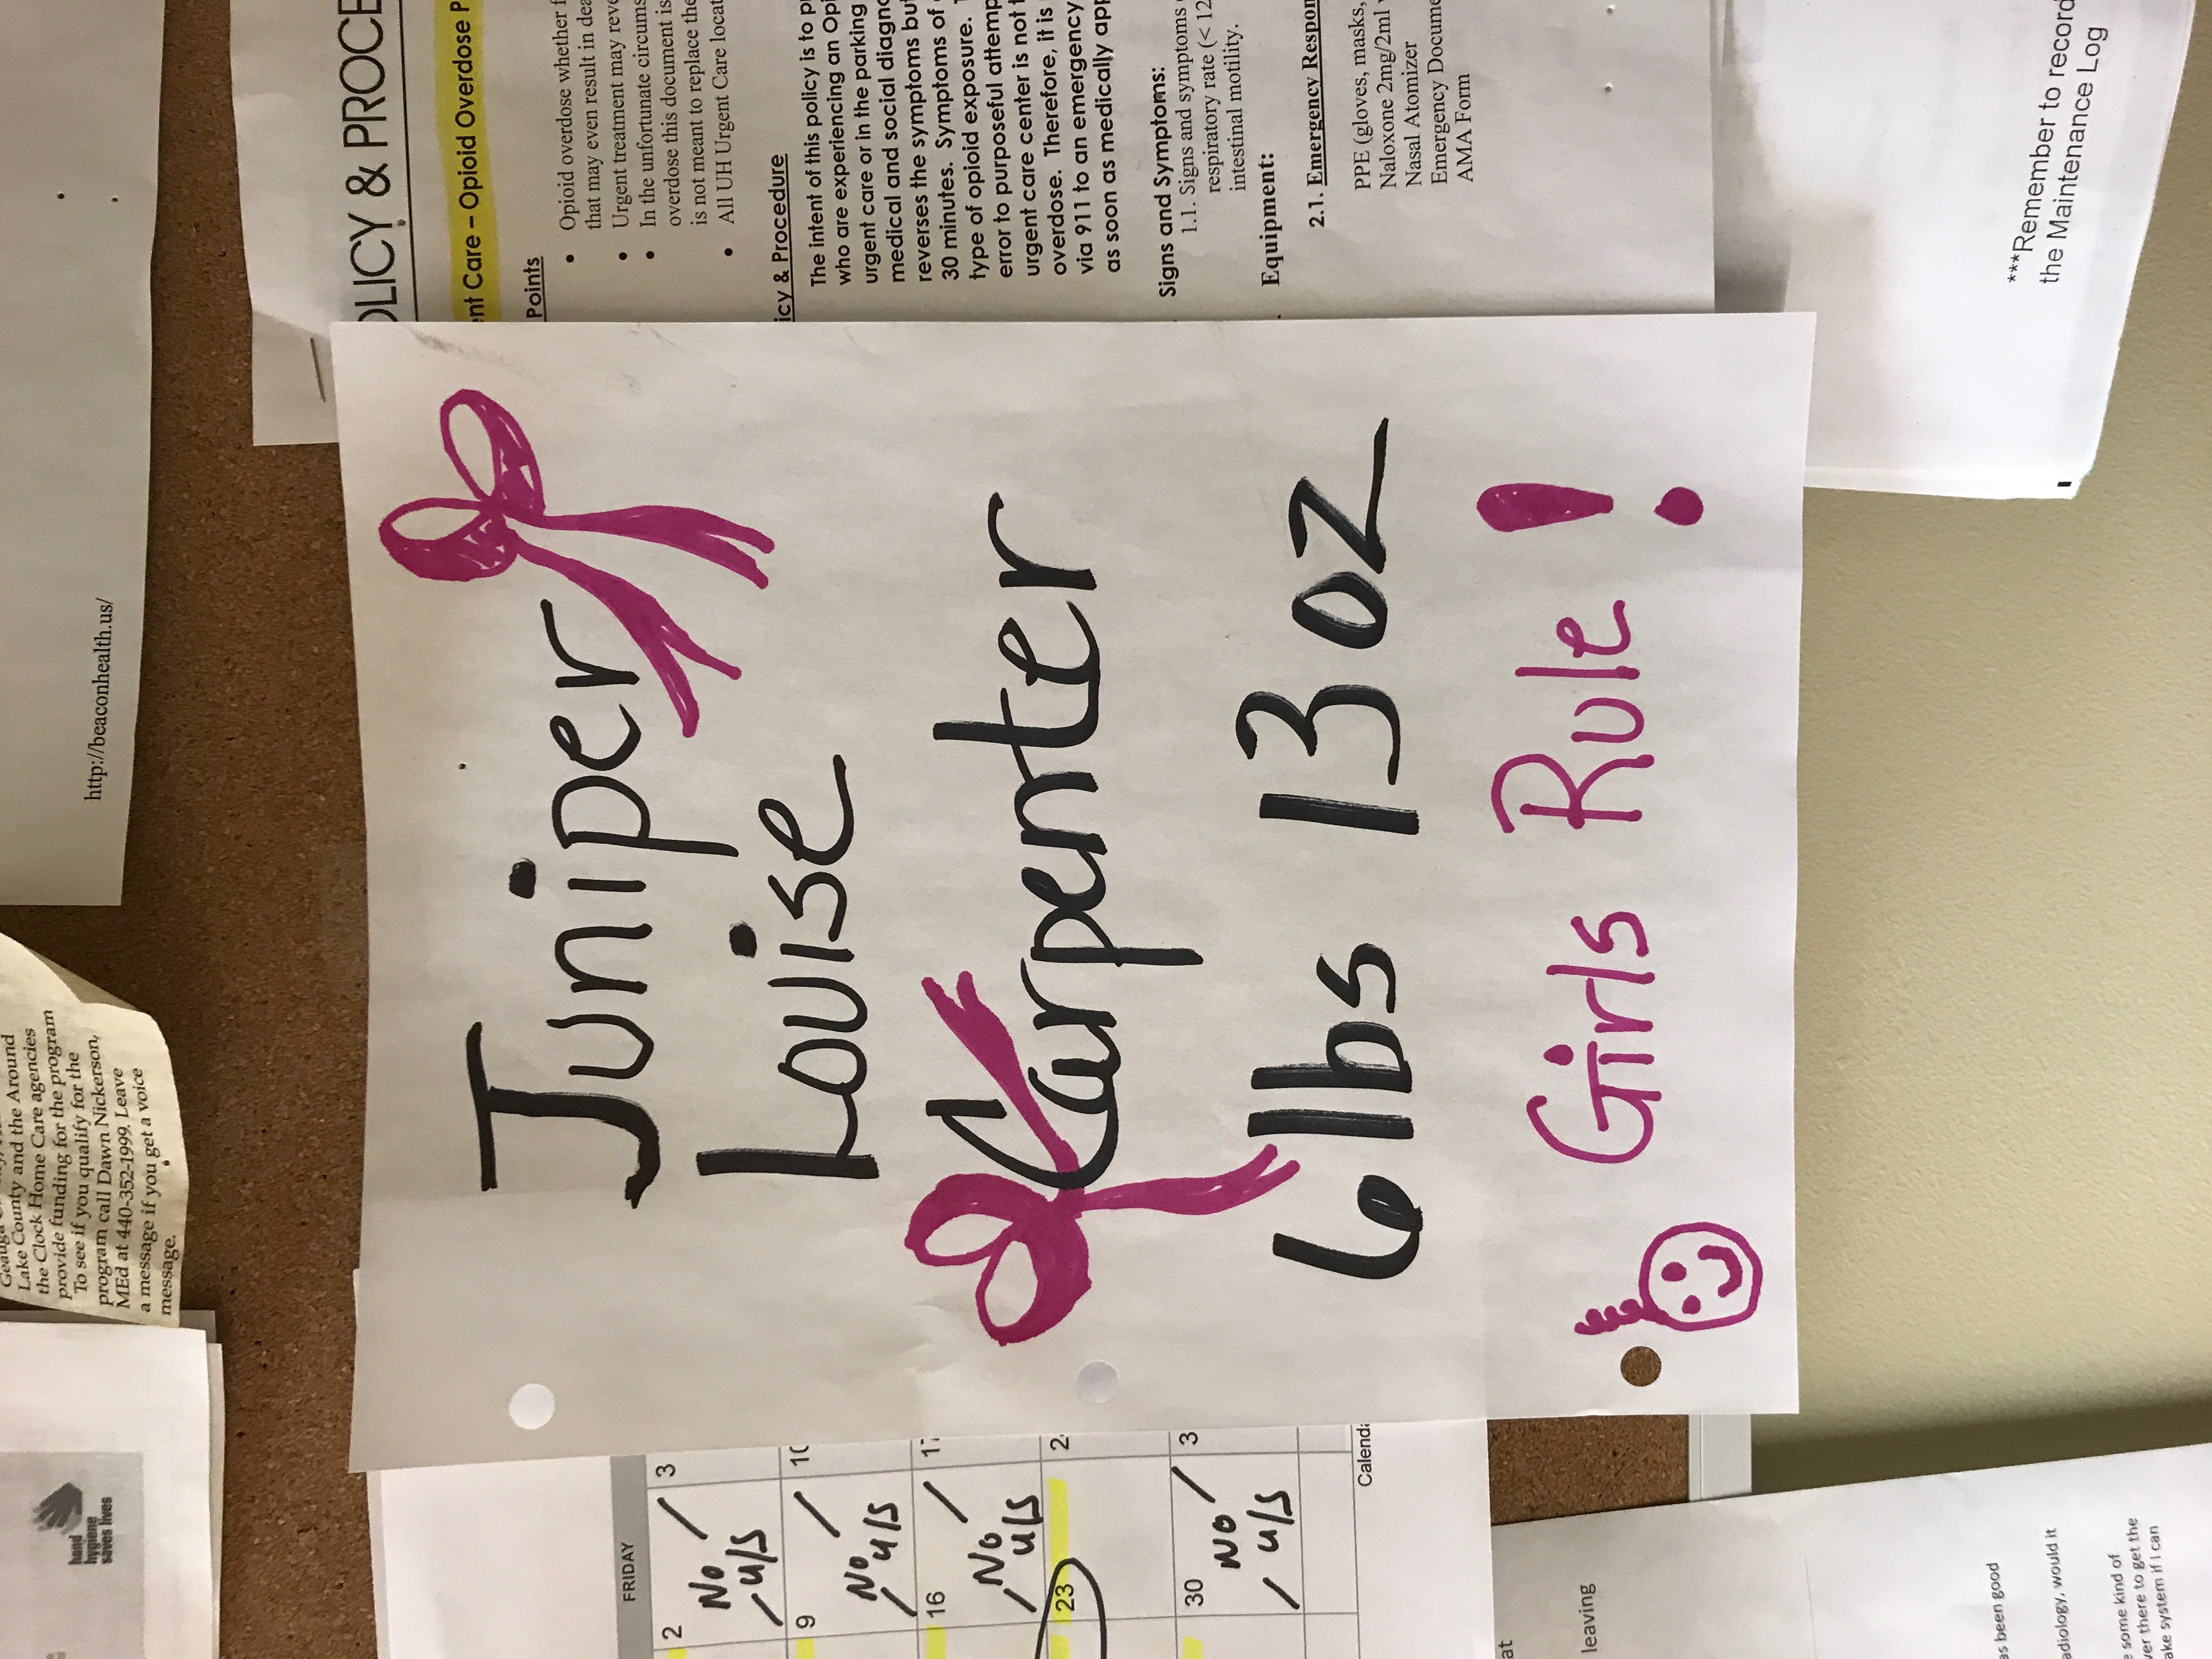 hand
hygiene
saves lives
Lake County and the Around
the Clock Home Care agencies
provide funding for the program
To see if you qualify for the
program call Dawn Nickerson,
MEd at 440-352-1999. Leave
a message if you get a voice
message.
http://beaconhealth.us/
FRIDAY
2
3
No
u/s
9
10
No
u/s
16
17
No
u/s
23
2
30
3
No
u/s
Calenda
Juniper
Louise
Carpenter
6 lbs 13 oz
Girls Rule!
OLICY & PROCE
ent Care – Opioid Overdose P
Points
• Opioid overdose whether f
that may even result in dea
• Urgent treatment may reve
• In the unfortunate circums
overdose this document is
is not meant to replace the
• All UH Urgent Care locat
icy & Procedure
The intent of this policy is to p
who are experiencing an Opi
urgent care or in the parking
medical and social diagno
reverses the symptoms but
30 minutes. Symptoms of
type of opioid exposure.
error to purposeful attemp
urgent care center is not
overdose. Therefore, it is
via 911 to an emergency
as soon as medically app
Signs and Symptoms:
1.1. Signs and symptoms
respiratory rate (< 12
intestinal motility.
Equipment:
2.1. Emergency Respon
PPE (gloves, masks,
Naloxone 2mg/2ml
Nasal Atomizer
Emergency Docume
AMA Form
at
leaving
as been good
adiology, would it
e some kind of
ver there to get the
ake system if I can
***Remember to record
the Maintenance Log